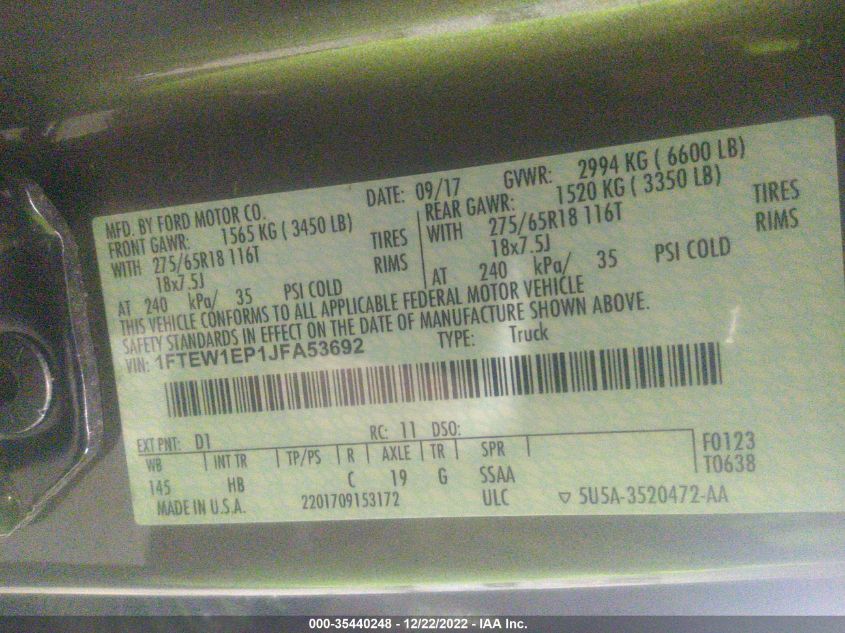 MFD. BY FORD MOTOR CO.
DATE: 09/17 GVWR: 2994 KG ( 6600 LB)
FRONT GAWR: 1565 KG ( 3450 LB)
WITH 275/65R18 116T TIRES
18x7.5J RIMS
AT 240 kPa/ 35 PSI COLD
REAR GAWR: 1520 KG ( 3350 LB)
WITH 275/65R18 116T TIRES
18x7.5J RIMS
AT 240 kPa/ 35 PSI COLD
THIS VEHICLE CONFORMS TO ALL APPLICABLE FEDERAL MOTOR VEHICLE
SAFETY STANDARDS IN EFFECT ON THE DATE OF MANUFACTURE SHOWN ABOVE.
VIN: 1FTEW1EP1JFA53692 TYPE: Truck
EXT PNT: D1 RC: 11 DSO: F0123
WB INT TR TP/PS R AXLE TR SPR T0638
145 HB C 19 G SSAA
MADE IN U.S.A. 2201709153172 ULC ▽ 5U5A-3520472-AA
000-35440248 - 12/22/2022 - IAA Inc.